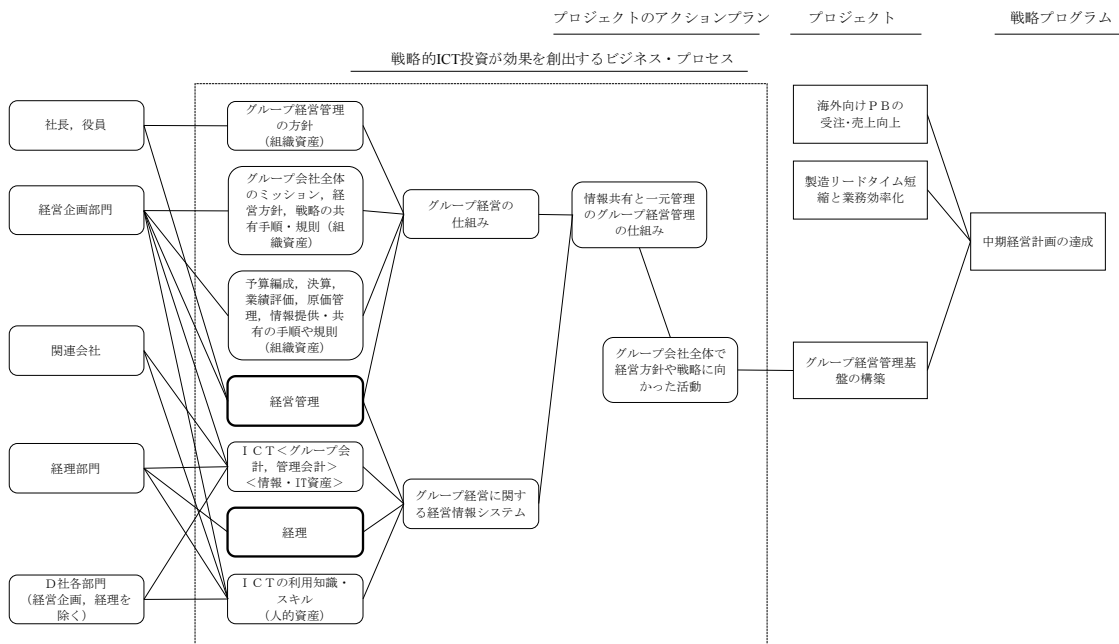 プロジェクトのアクションプラン
プロジェクト
戦略プログラム
戦略的ICT投資が効果を創出するビジネス・プロセス
社長，役員
経営企画部門
関連会社
経理部門
Ｄ社各部門
（経営企画，経理を
除く）
グループ経営管理
の方針
（組織資産）
グループ会社全体
のミッション，経
営方針，戦略の共
有手順・規則（組
織資産）
予算編成，決算，
業績評価，原価管
理，情報提供・共
有の手順や規則
（組織資産）
経営管理
ＩＣＴ＜グループ会
計，管理会計＞
＜情報・IT資産＞
経理
ＩＣＴの利用知識・
スキル
（人的資産）
グループ経営の
仕組み
グループ経営に関す
る経営情報システム
情報共有と一元管理
のグループ経営管理
の仕組み
グループ会社全体で
経営方針や戦略に向
かった活動
海外向けＰＢの
受注・売上向上
製造リードタイム短
縮と業務効率化
グループ経営管理基
盤の構築
中期経営計画の達成